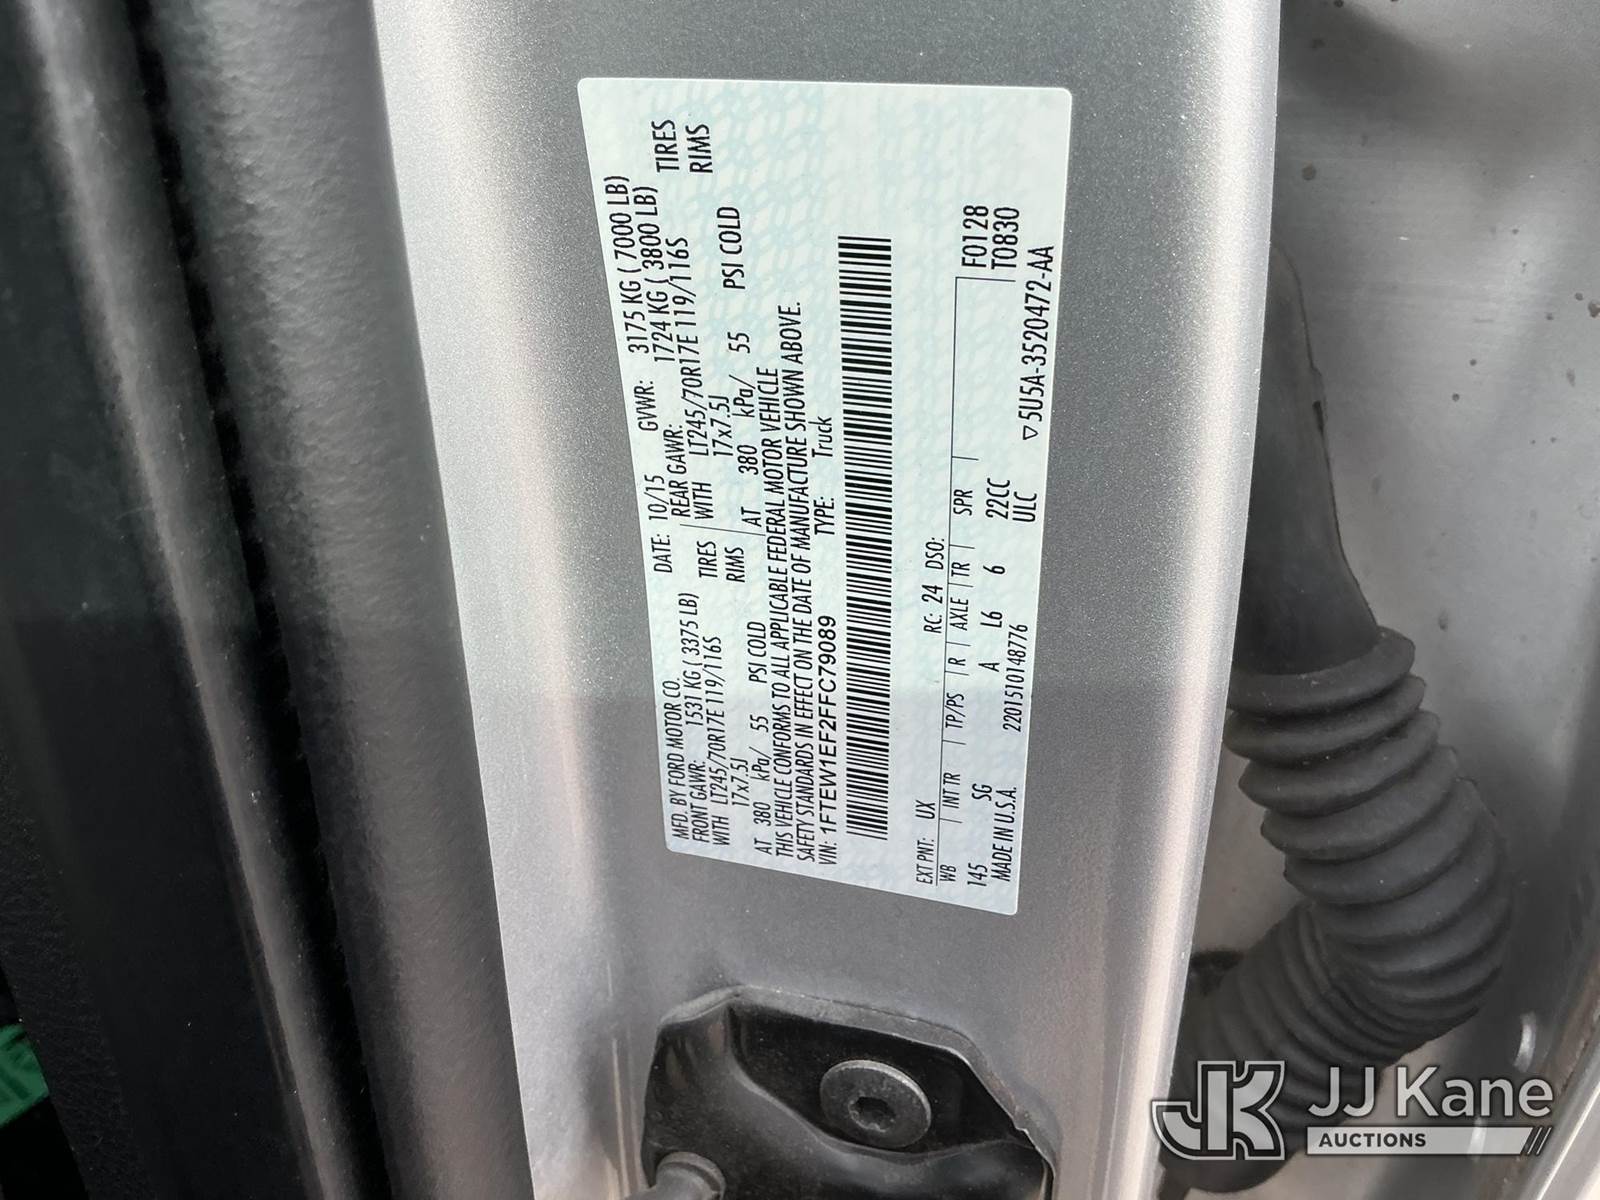 MFD. BY FORD MOTOR CO.
DATE: 10/15 GVWR: 3175 KG ( 7000 LB)
FRONT GAWR: 1531 KG ( 3375 LB)
REAR GAWR: 1724 KG ( 3800 LB)
WITH LT245/70R17E 119/116S TIRES
WITH LT245/70R17E 119/116S TIRES
17x7.5J RIMS
17x7.5J RIMS
AT 380 kPa/ 55 PSI COLD
AT 380 kPa/ 55 PSI COLD
THIS VEHICLE CONFORMS TO ALL APPLICABLE FEDERAL MOTOR VEHICLE
SAFETY STANDARDS IN EFFECT ON THE DATE OF MANUFACTURE SHOWN ABOVE.
VIN: 1FTEW1EF2FFC79089 TYPE: Truck
EXT PNT: UX RC: 24 DSO:
WB | INT TR | TP/PS | R | AXLE | TR | SPR F0128
145 SG A L6 6 22CC T0830
MADE IN U.S.A. 2201510148776 ULC
▽5U5A-3520472-AA
JK JJ Kane
AUCTIONS